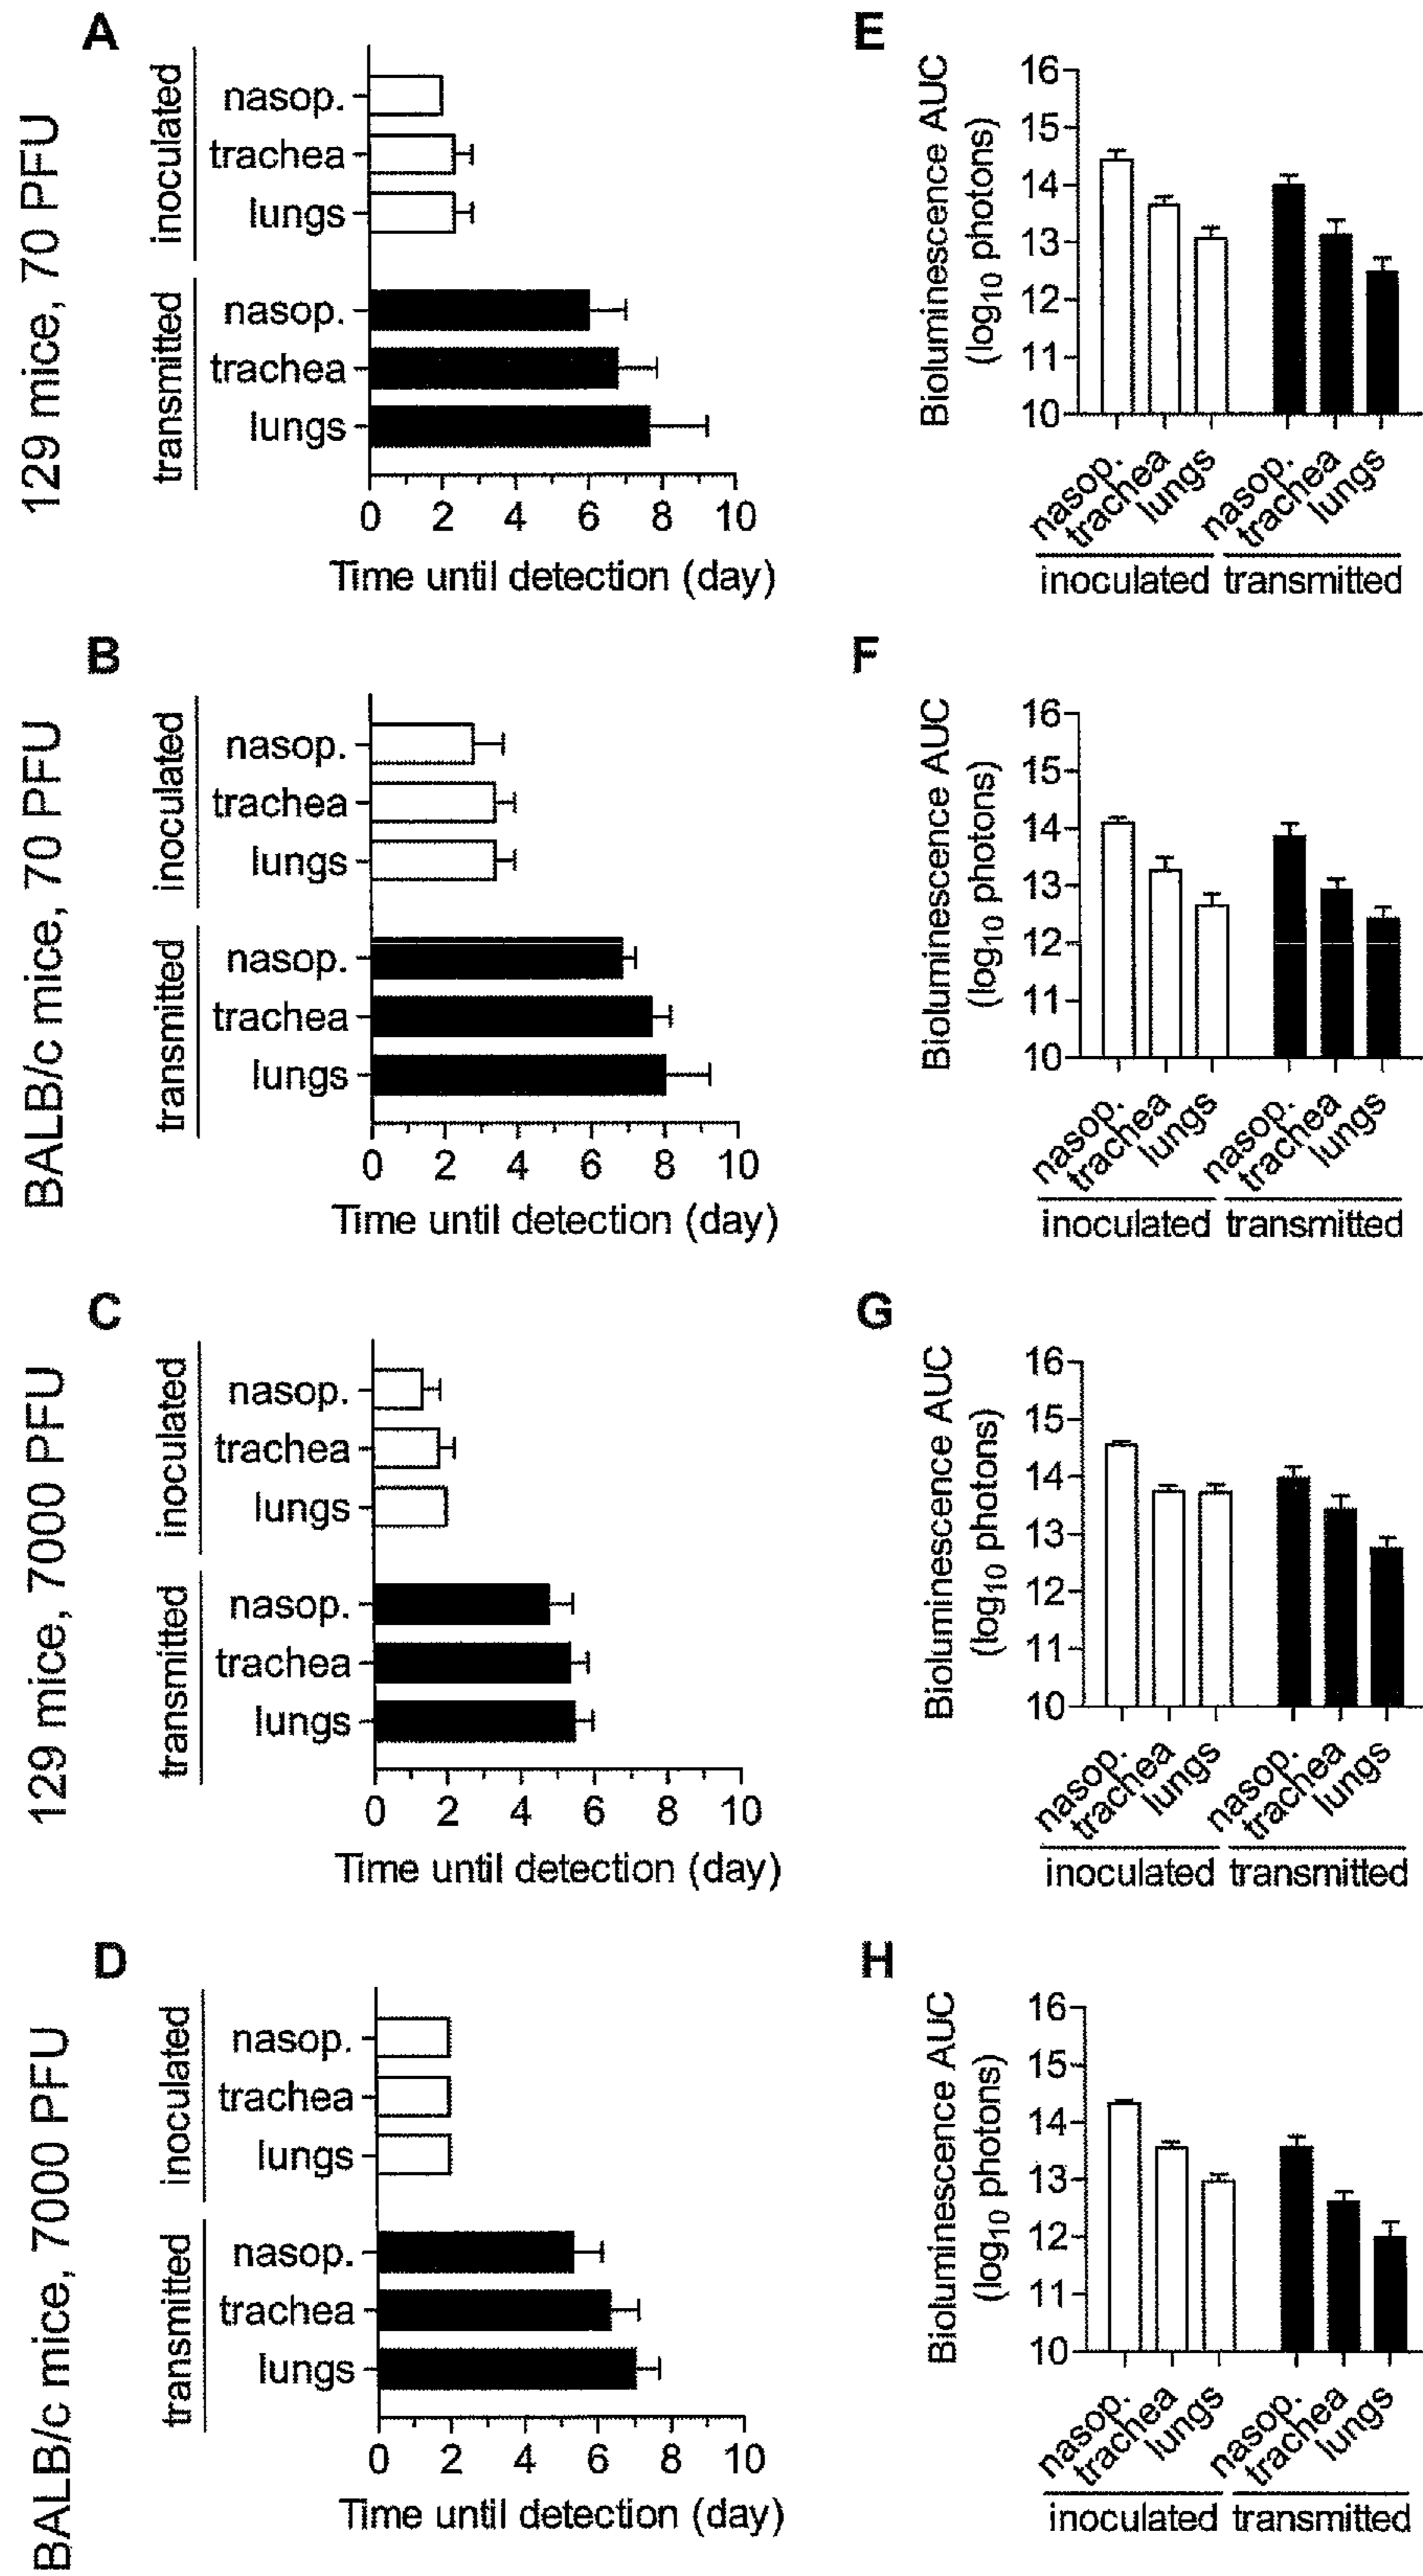 129 mice, 70 PFU
A
inoculated
nasop.
trachea
lungs
transmitted
nasop.
trachea
lungs
0 2 4 6 8 10
Time until detection (day)
E
Bioluminescence AUC
(log10 photons)
16
15
14
13
12
11
10
nasop. trachea lungs nasop. trachea lungs
inoculated transmitted
BALB/c mice, 70 PFU
B
inoculated
nasop.
trachea
lungs
transmitted
nasop.
trachea
lungs
0 2 4 6 8 10
Time until detection (day)
F
Bioluminescence AUC
(log10 photons)
16
15
14
13
12
11
10
nasop. trachea lungs nasop. trachea lungs
inoculated transmitted
129 mice, 7000 PFU
C
inoculated
nasop.
trachea
lungs
transmitted
nasop.
trachea
lungs
0 2 4 6 8 10
Time until detection (day)
G
Bioluminescence AUC
(log10 photons)
16
15
14
13
12
11
10
nasop. trachea lungs nasop. trachea lungs
inoculated transmitted
BALB/c mice, 7000 PFU
D
inoculated
nasop.
trachea
lungs
transmitted
nasop.
trachea
lungs
0 2 4 6 8 10
Time until detection (day)
H
Bioluminescence AUC
(log10 photons)
16
15
14
13
12
11
10
nasop. trachea lungs nasop. trachea lungs
inoculated transmitted